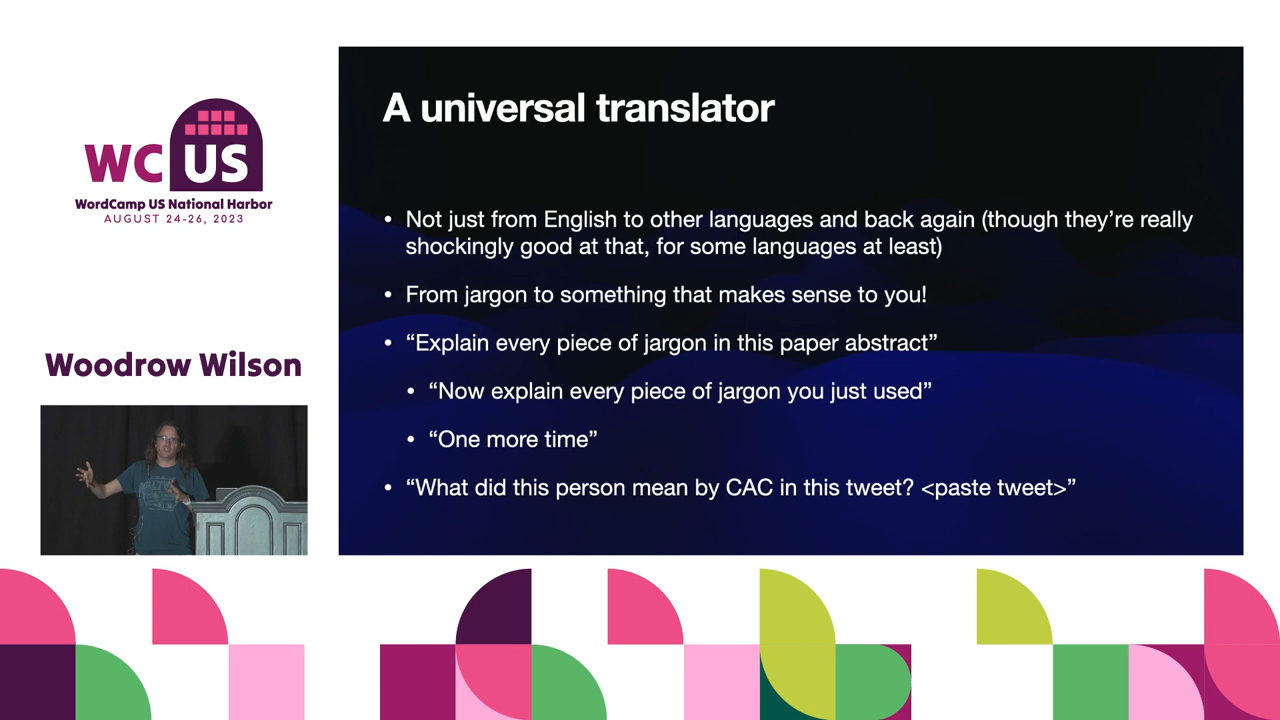 WC US
WordCamp US National Harbor
AUGUST 24-26, 2023
Woodrow Wilson
A universal translator
• Not just from English to other languages and back again (though they’re really
shockingly good at that, for some languages at least)
• From jargon to something that makes sense to you!
• “Explain every piece of jargon in this paper abstract”
• “Now explain every piece of jargon you just used”
• “One more time”
• “What did this person mean by CAC in this tweet? <paste tweet>”